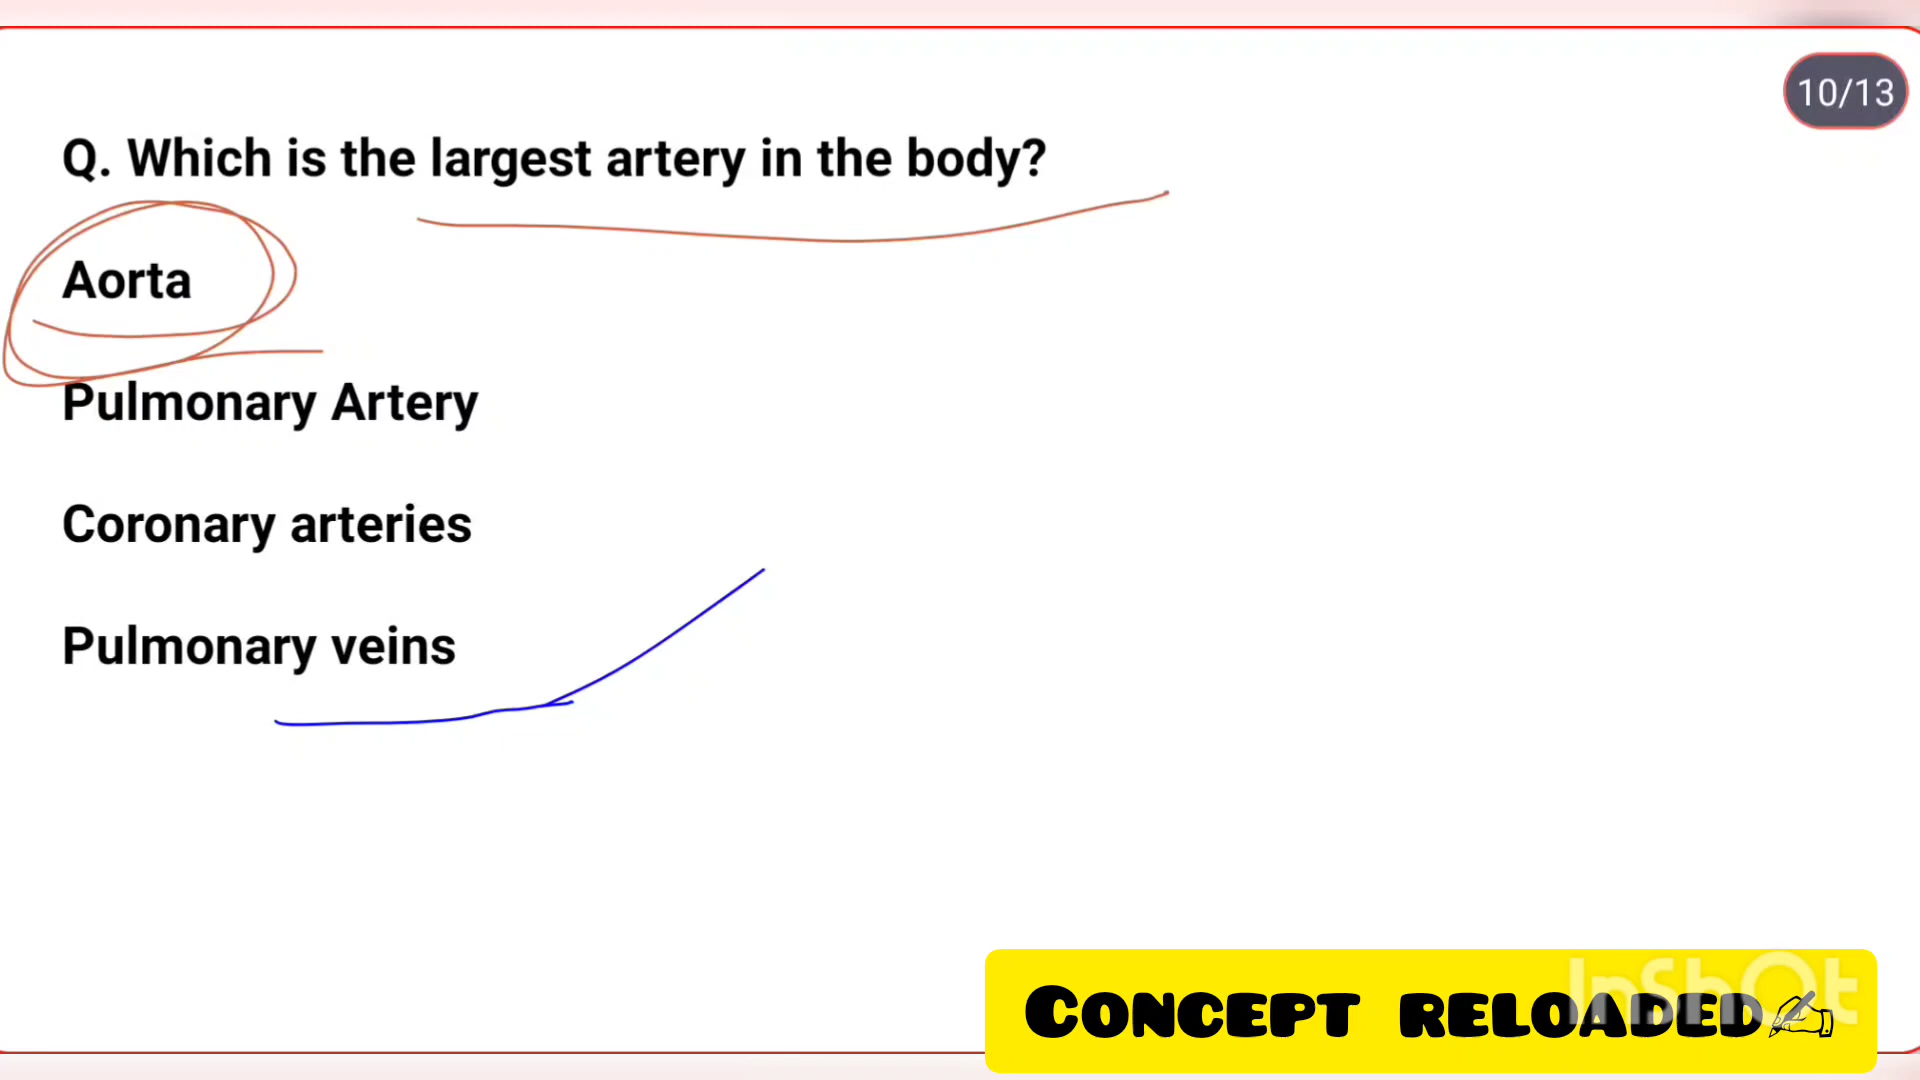 10/13
Q. Which is the largest artery in the body?
Aorta
Pulmonary Artery
Coronary arteries
Pulmonary veins
InShOt
CONCEPT RELOADED✍